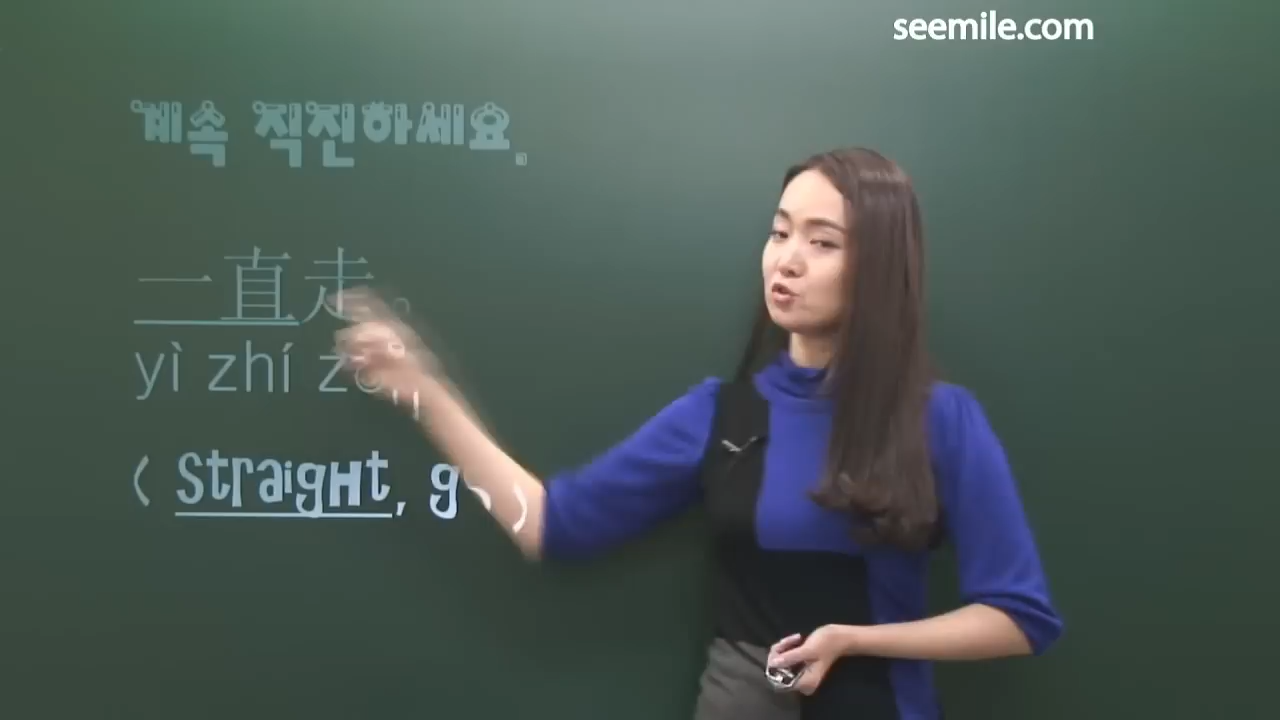 seemile.com
계속 직진하세요.
一直走。
yì zhí
( Straight,